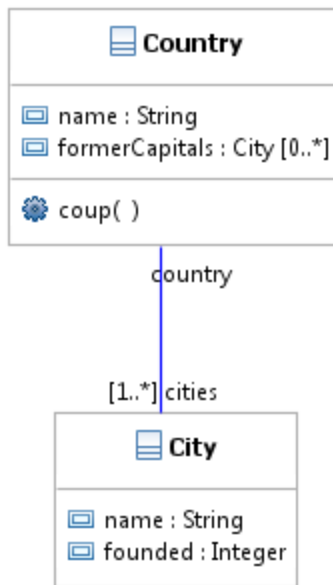 Country
name : String
formerCapitals : City [0..*]
coup( )
country
[1..*] cities
City
name : String
founded : Integer